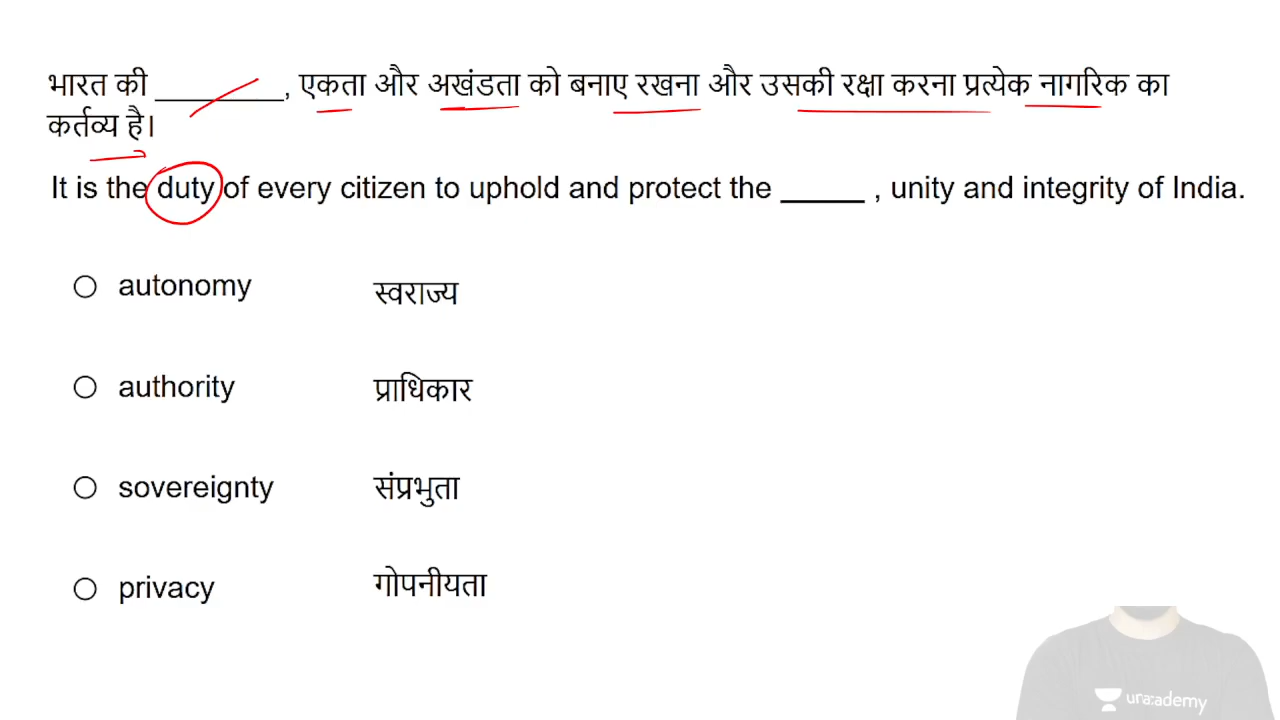 भारत की ________, एकता और अखंडता को बनाए रखना और उसकी रक्षा करना प्रत्येक नागरिक का
कर्तव्य है।
It is the duty of every citizen to uphold and protect the _____ , unity and integrity of India.
autonomy स्वराज्य
authority प्राधिकार
sovereignty संप्रभुता
privacy गोपनीयता
unacademy